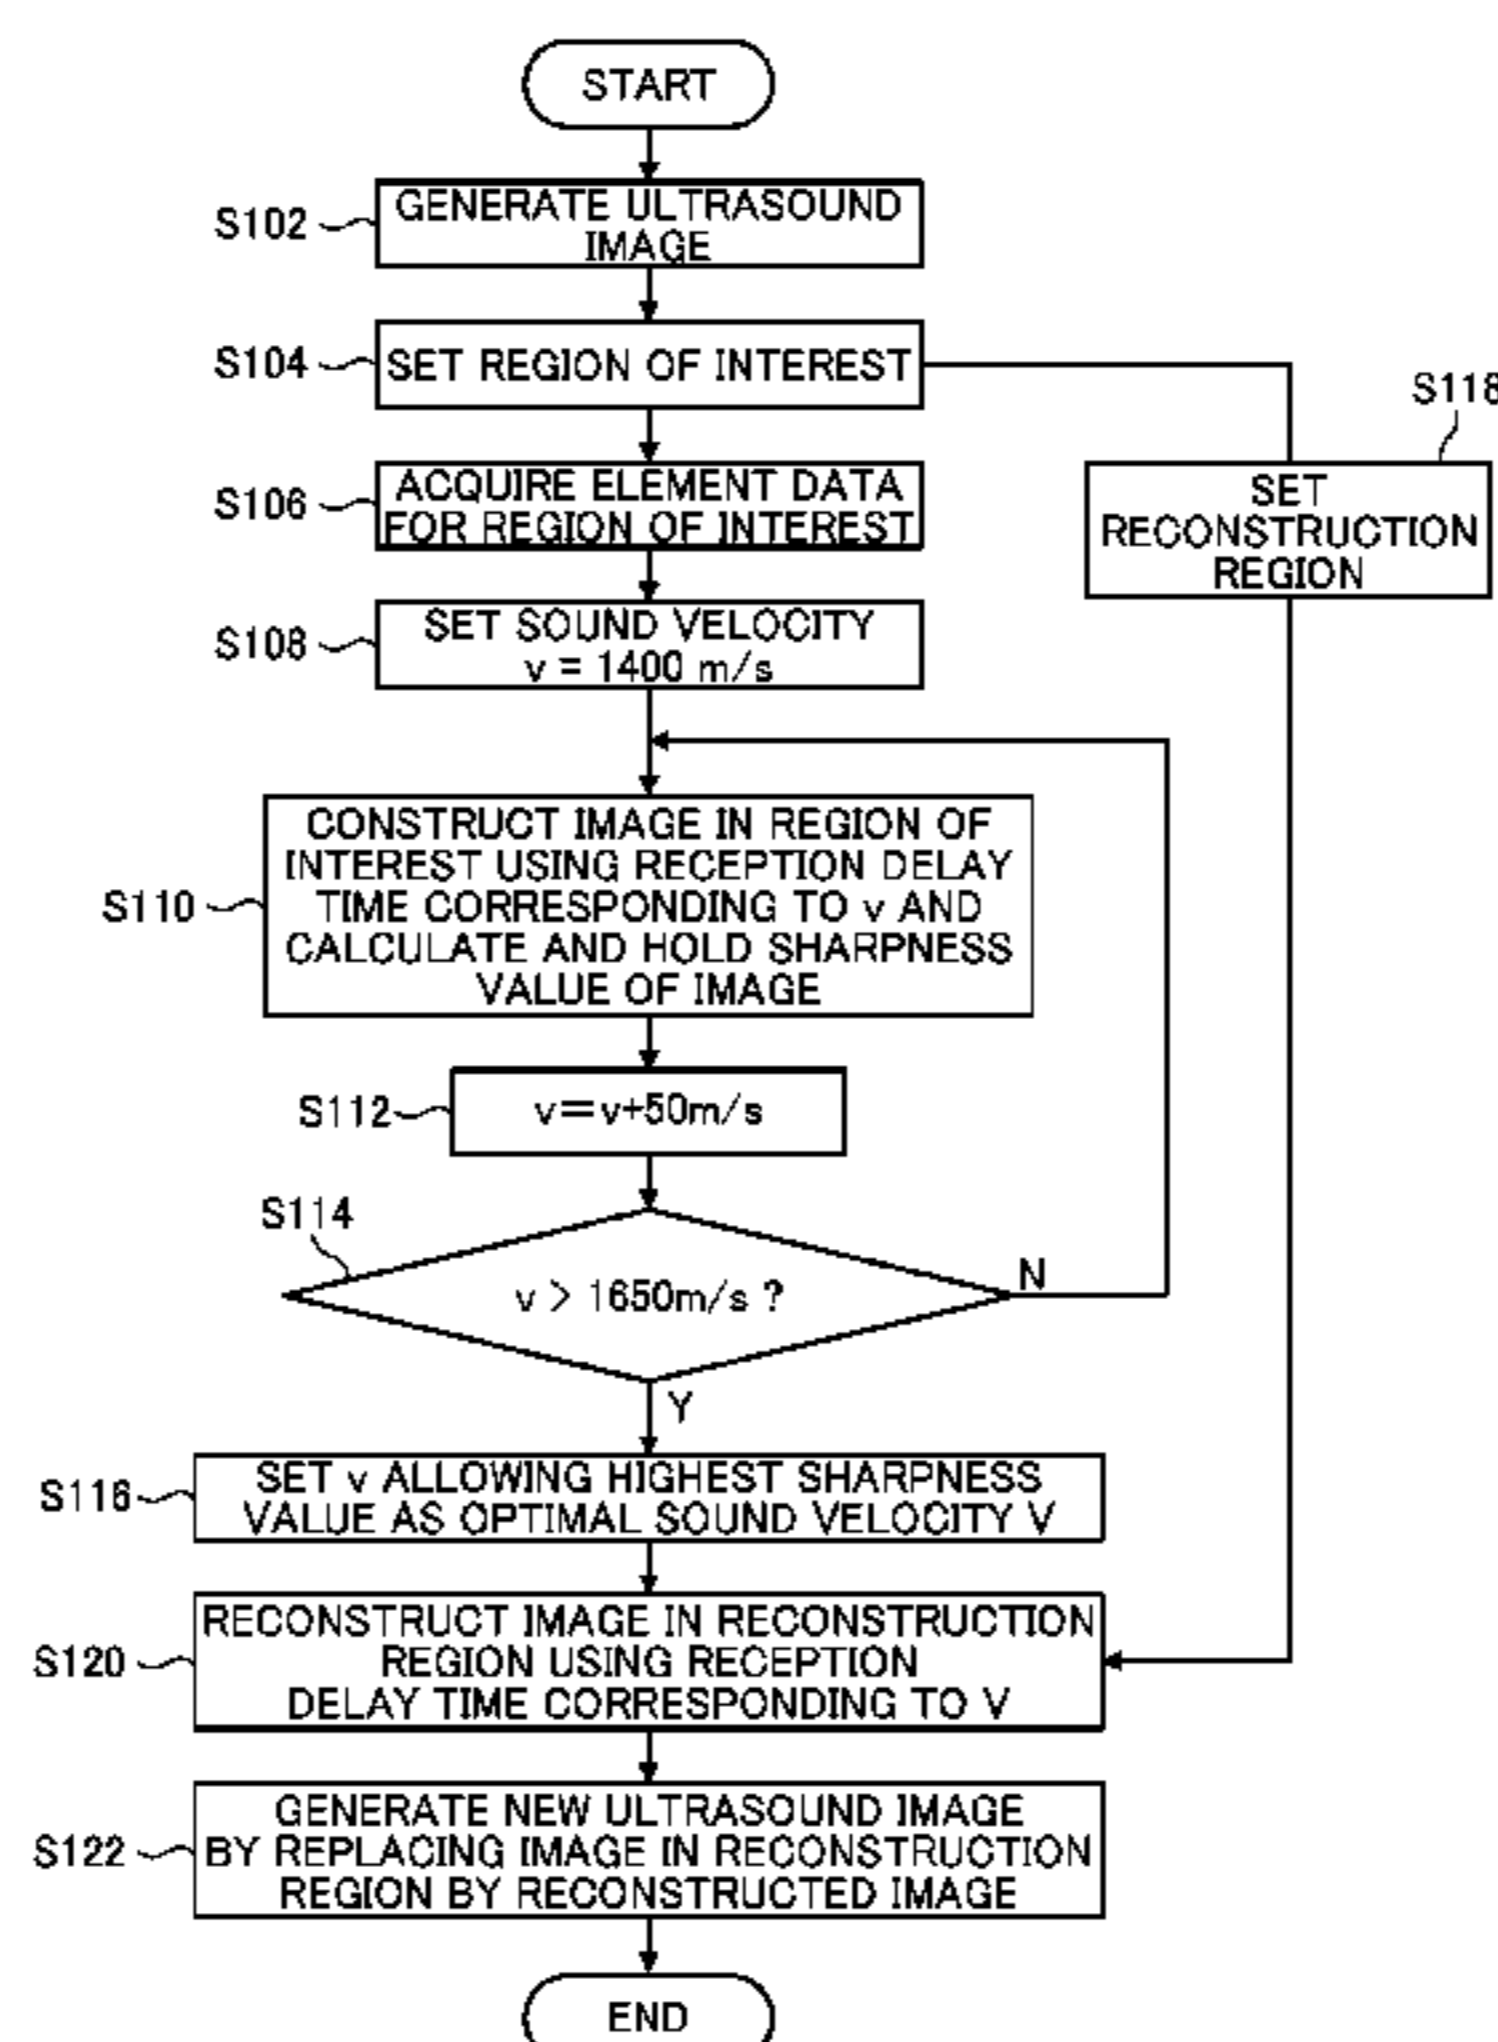 START
S102
GENERATE ULTRASOUND
IMAGE
S104
SET REGION OF INTEREST
S118
SET
RECONSTRUCTION
REGION
S106
ACQUIRE ELEMENT DATA
FOR REGION OF INTEREST
S108
SET SOUND VELOCITY
v = 1400 m/s
S110
CONSTRUCT IMAGE IN REGION OF
INTEREST USING RECEPTION DELAY
TIME CORRESPONDING TO v AND
CALCULATE AND HOLD SHARPNESS
VALUE OF IMAGE
S112
v=v+50m/s
S114
v > 1650m/s ?
N
Y
S116
SET v ALLOWING HIGHEST SHARPNESS
VALUE AS OPTIMAL SOUND VELOCITY V
S120
RECONSTRUCT IMAGE IN RECONSTRUCTION
REGION USING RECEPTION
DELAY TIME CORRESPONDING TO V
S122
GENERATE NEW ULTRASOUND IMAGE
BY REPLACING IMAGE IN RECONSTRUCTION
REGION BY RECONSTRUCTED IMAGE
END